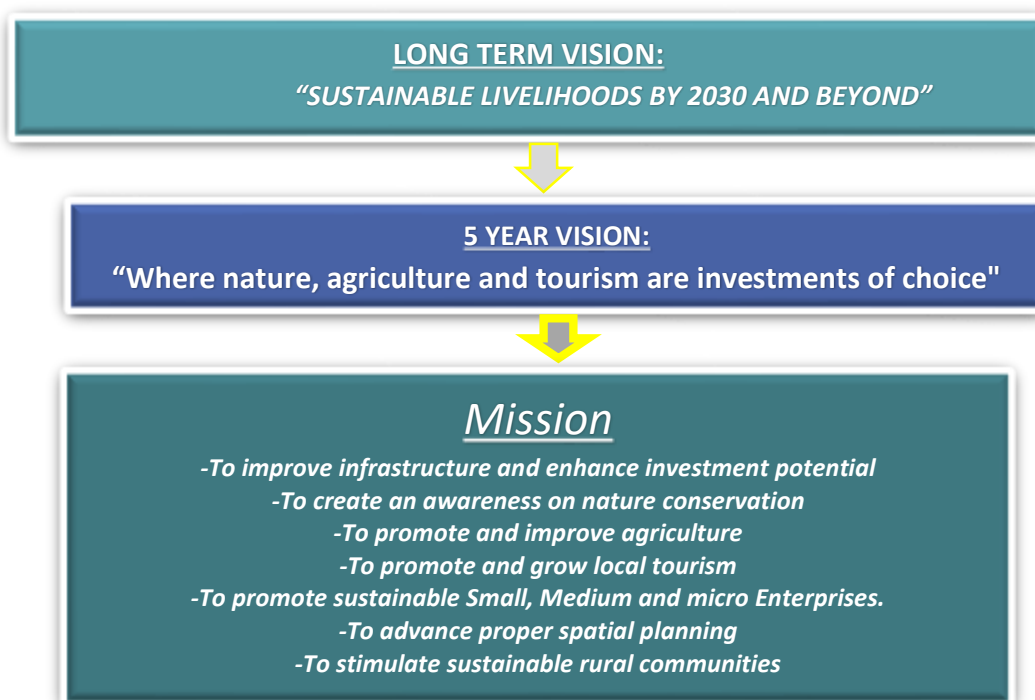 LONG TERM VISION:
“SUSTAINABLE LIVELIHOODS BY 2030 AND BEYOND”
5 YEAR VISION:
“Where nature, agriculture and tourism are investments of choice"
Mission
-To improve infrastructure and enhance investment potential
-To create an awareness on nature conservation
-To promote and improve agriculture
-To promote and grow local tourism
-To promote sustainable Small, Medium and micro Enterprises.
-To advance proper spatial planning
-To stimulate sustainable rural communities